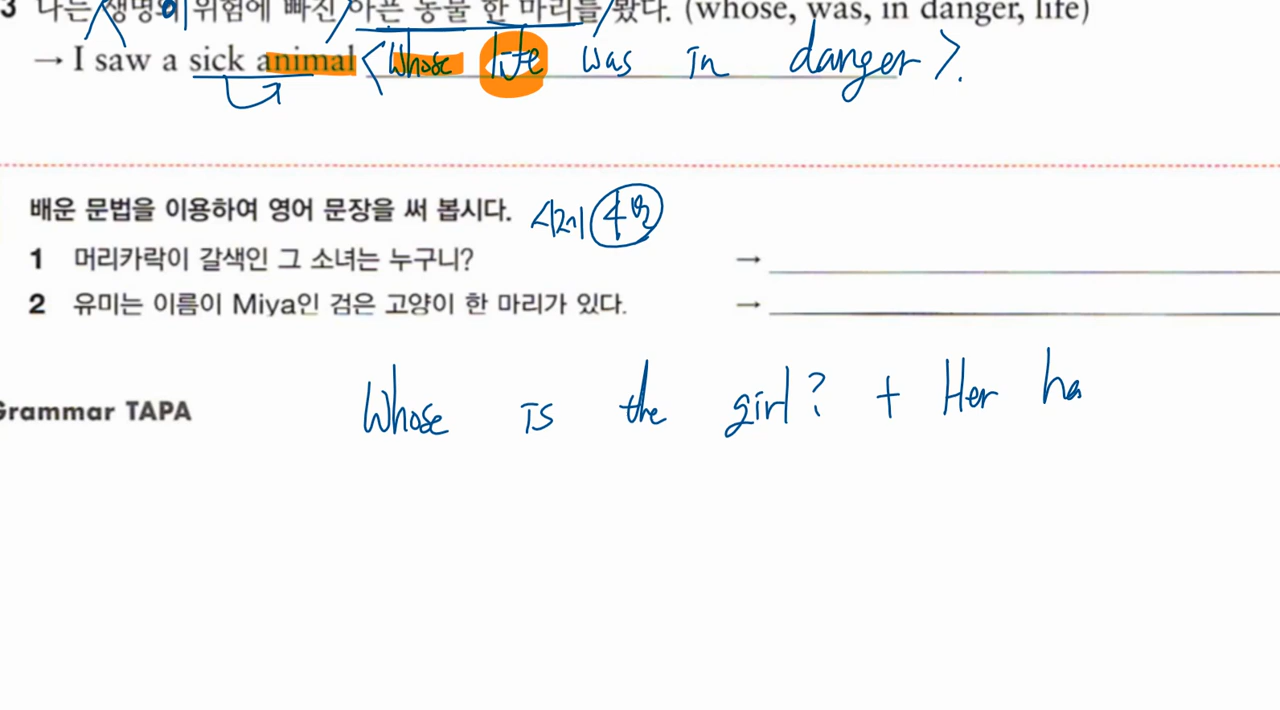 3 나는 생명이 위험에 빠진 아픈 동물 한 마리를 봤다. (whose, was, in danger, life)
→ I saw a sick animal <whose life was in danger>.
배운 문법을 이용하여 영어 문장을 써 봅시다. 4번
1 머리카락이 갈색인 그 소녀는 누구니? →
2 유미는 이름이 Miya인 검은 고양이 한 마리가 있다. →
Whose is the girl? + Her ha
Grammar TAPA